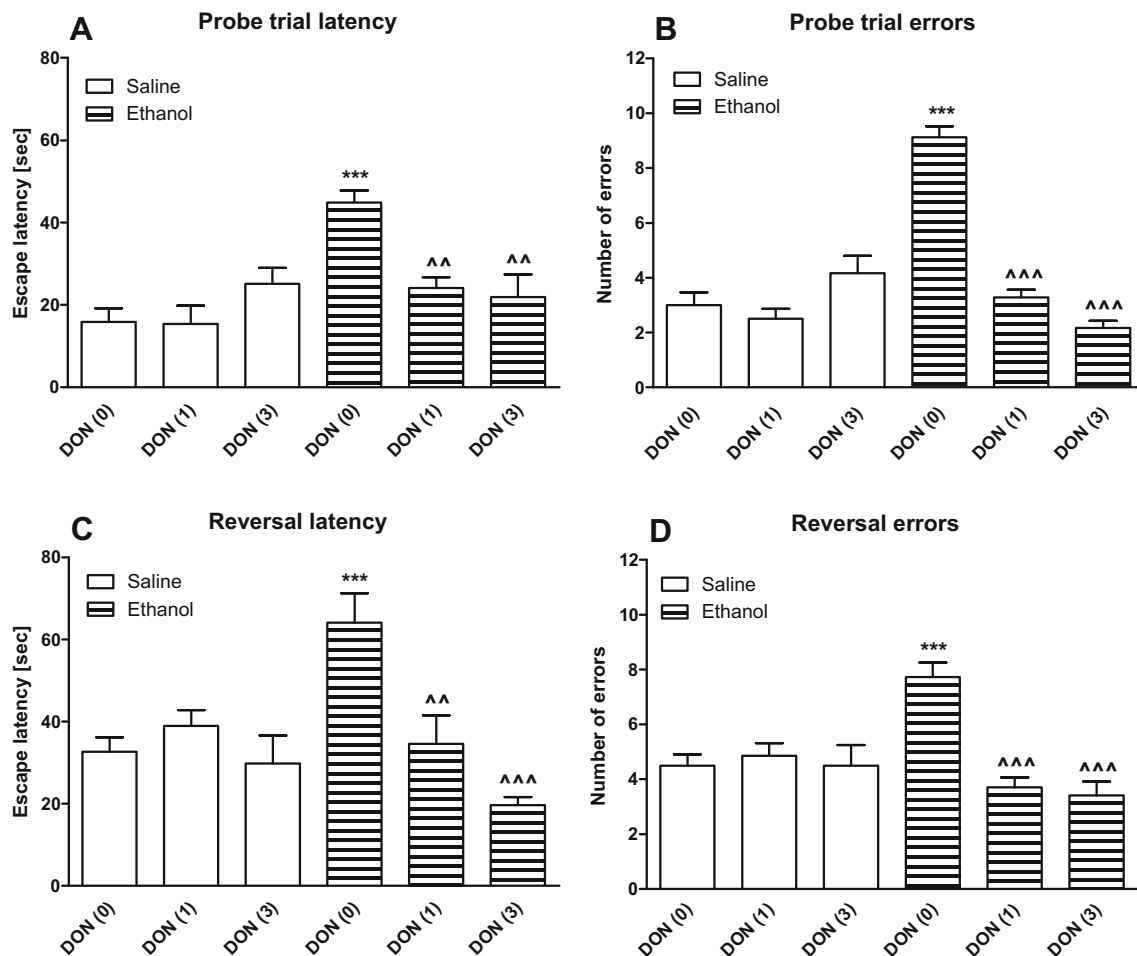 A
Probe trial latency
Escape latency [sec]
80
60
40
20
0
Saline
Ethanol
***
^^
^^
DON (0)
DON (1)
DON (3)
DON (0)
DON (1)
DON (3)
B
Probe trial errors
Number of errors
12
10
8
6
4
2
0
Saline
Ethanol
***
^^^
^^^
DON (0)
DON (1)
DON (3)
DON (0)
DON (1)
DON (3)
C
Reversal latency
Escape latency [sec]
80
60
40
20
0
Saline
Ethanol
***
^^
^^^
DON (0)
DON (1)
DON (3)
DON (0)
DON (1)
DON (3)
D
Reversal errors
Number of errors
12
10
8
6
4
2
0
Saline
Ethanol
***
^^^
^^^
DON (0)
DON (1)
DON (3)
DON (0)
DON (1)
DON (3)